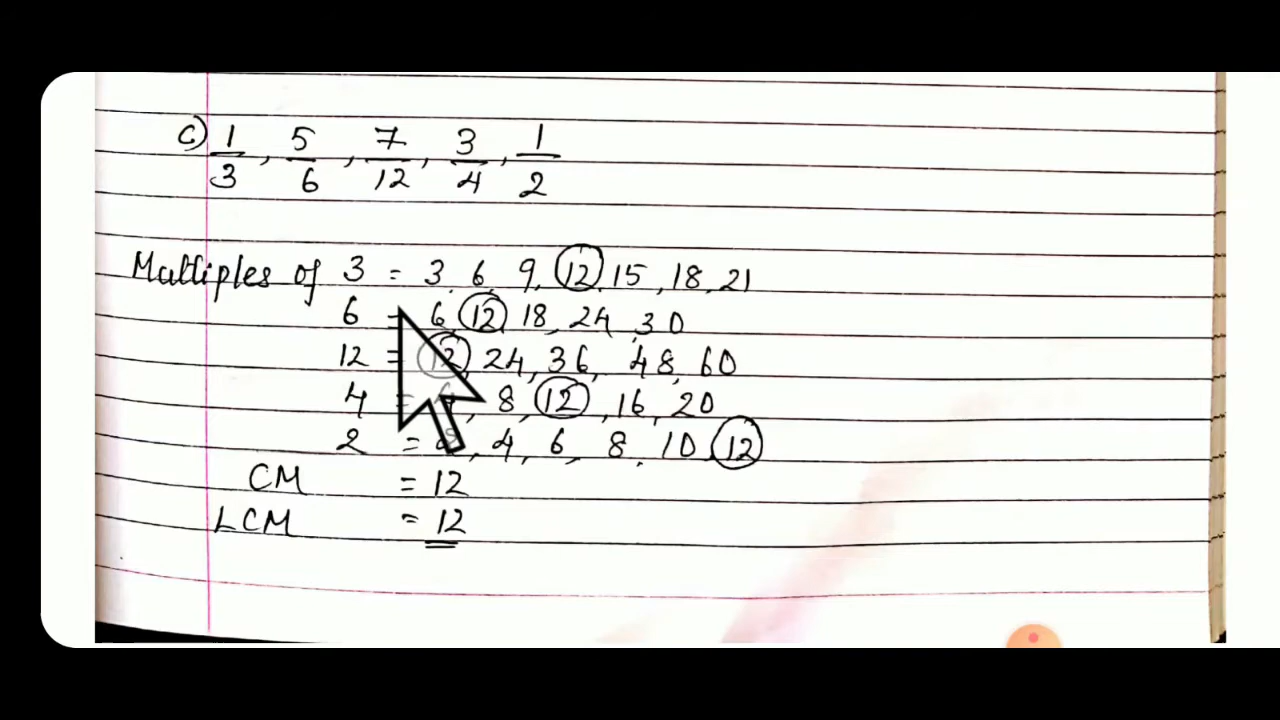 c) 1/3, 5/6, 7/12, 3/4, 1/2
Multiples of 3 = 3, 6, 9, 12, 15, 18, 21
6 = 6, 12, 18, 24, 30
12 = 12, 24, 36, 48, 60
4 = 4, 8, 12, 16, 20
2 = 2, 4, 6, 8, 10, 12
CM = 12
LCM = 12